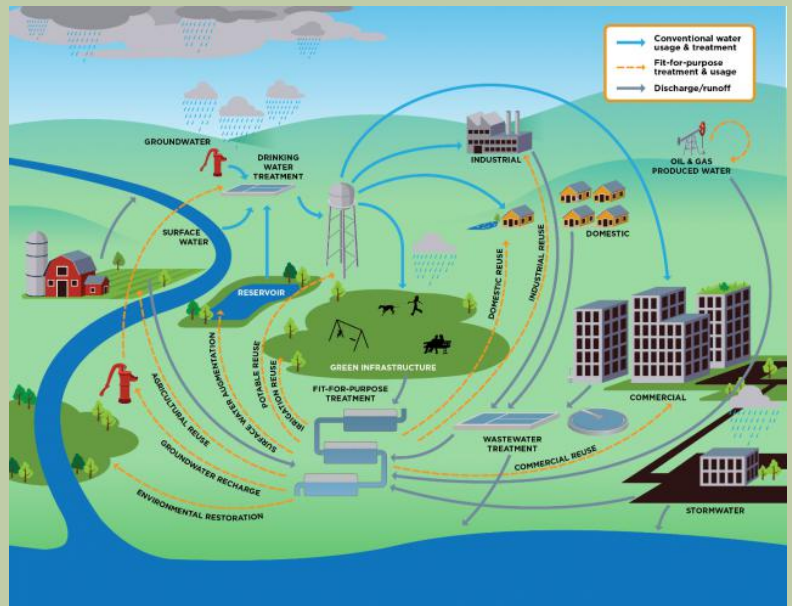 Conventional water
usage & treatment
Fit-for-purpose
treatment & usage
Discharge/runoff
GROUNDWATER
DRINKING
WATER
TREATMENT
INDUSTRIAL
OIL & GAS
PRODUCED WATER
SURFACE
WATER
DOMESTIC
RESERVOIR
DOMESTIC REUSE
INDUSTRIAL REUSE
GREEN INFRASTRUCTURE
FIT-FOR-PURPOSE
TREATMENT
IRRIGATION REUSE
POTABLE REUSE
SURFACE WATER AUGMENTATION
AGRICULTURAL REUSE
GROUNDWATER RECHARGE
ENVIRONMENTAL RESTORATION
COMMERCIAL
WASTEWATER
TREATMENT
COMMERCIAL REUSE
STORMWATER